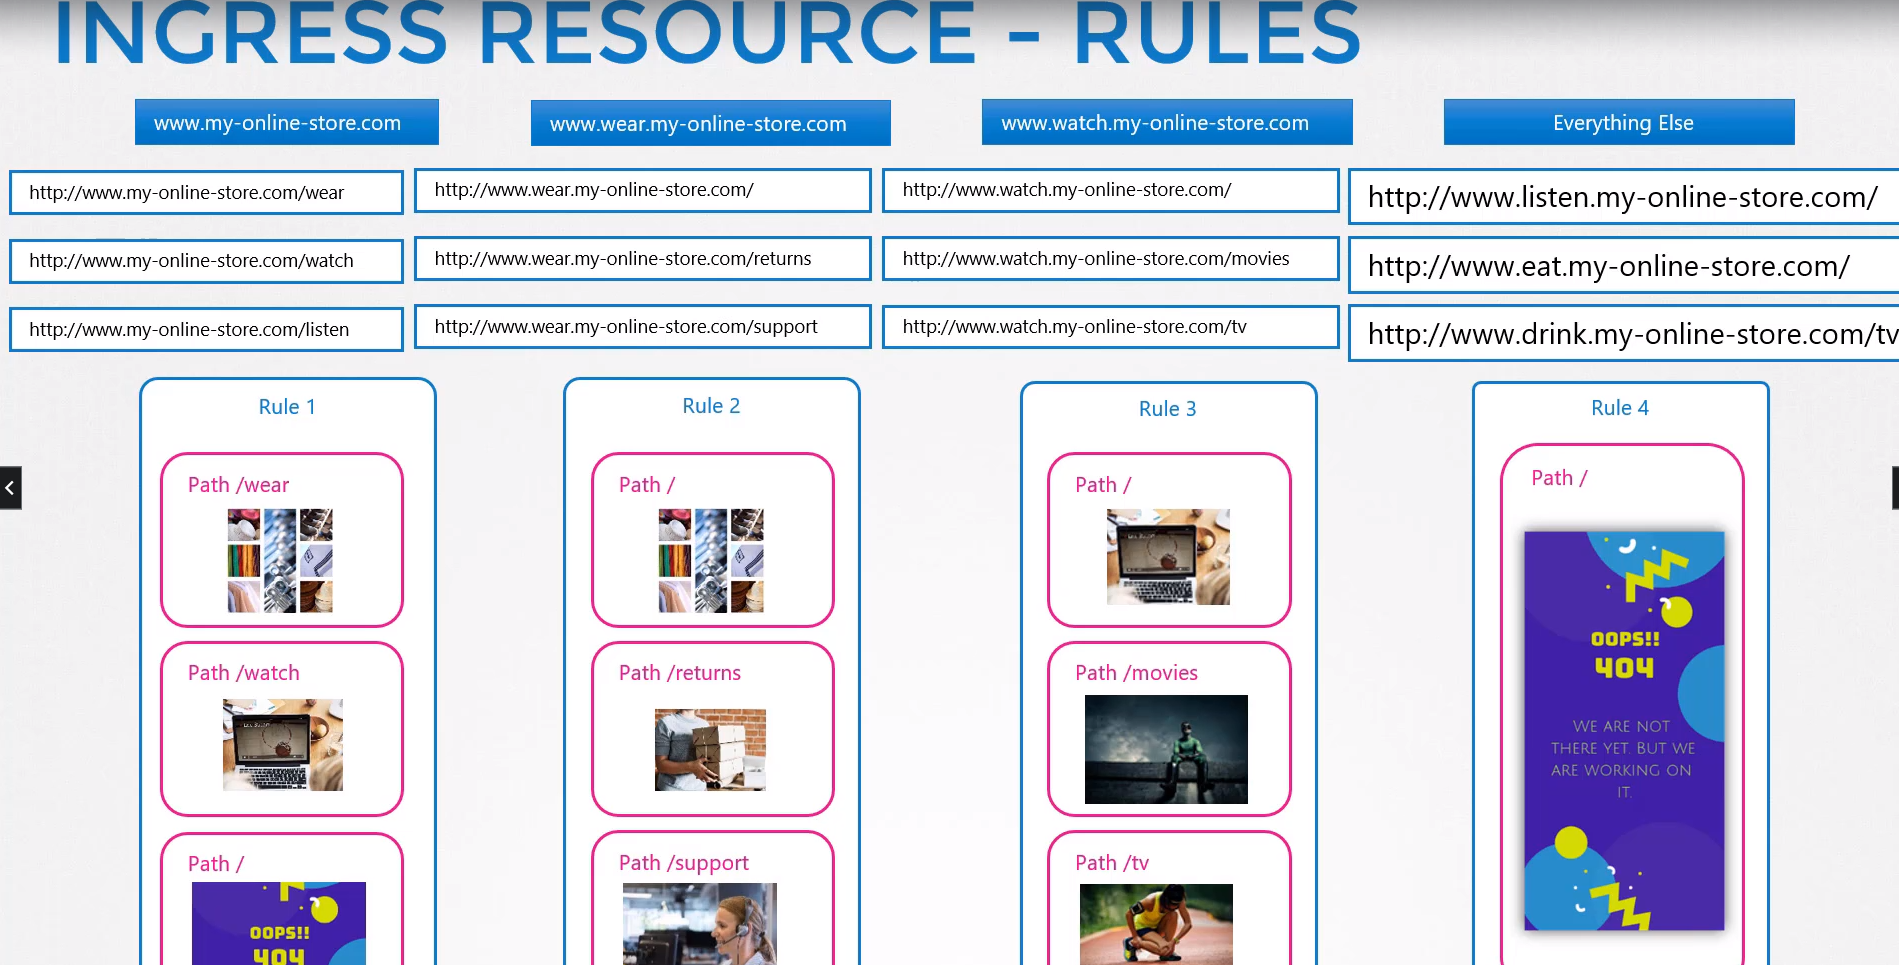 INGRESS RESOURCE - RULES
www.my-online-store.com
www.wear.my-online-store.com
www.watch.my-online-store.com
Everything Else
http://www.my-online-store.com/wear
http://www.wear.my-online-store.com/
http://www.watch.my-online-store.com/
http://www.listen.my-online-store.com/
http://www.my-online-store.com/watch
http://www.wear.my-online-store.com/returns
http://www.watch.my-online-store.com/movies
http://www.eat.my-online-store.com/
http://www.my-online-store.com/listen
http://www.wear.my-online-store.com/support
http://www.watch.my-online-store.com/tv
http://www.drink.my-online-store.com/tv
Rule 1
Path /wear
Path /watch
Path /
OOPS!!
404
Rule 2
Path /
Path /returns
Path /support
Rule 3
Path /
Path /movies
Path /tv
Rule 4
Path /
OOPS!!
404
WE ARE NOT
THERE YET. BUT WE
ARE WORKING ON
IT.